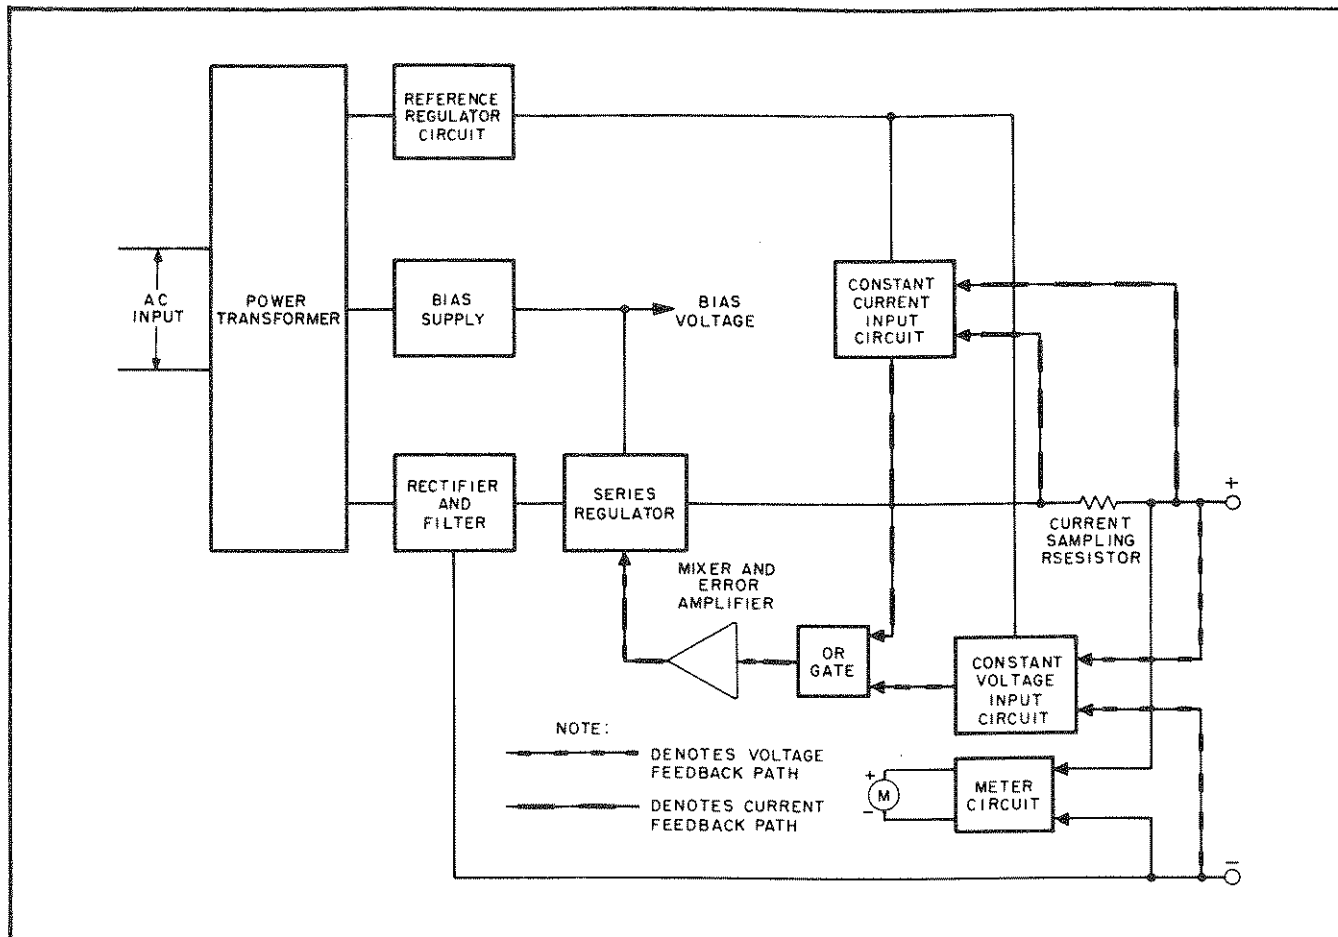 REFERENCE
REGULATOR
CIRCUIT
AC
INPUT
POWER
TRANSFORMER
BIAS
SUPPLY
BIAS
VOLTAGE
CONSTANT
CURRENT
INPUT
CIRCUIT
RECTIFIER
AND
FILTER
SERIES
REGULATOR
+
CURRENT
SAMPLING
RSESISTOR
MIXER AND
ERROR
AMPLIFIER
OR
GATE
CONSTANT
VOLTAGE
INPUT
CIRCUIT
NOTE:
DENOTES VOLTAGE
FEEDBACK PATH
DENOTES CURRENT
FEEDBACK PATH
+
M
−
METER
CIRCUIT
−